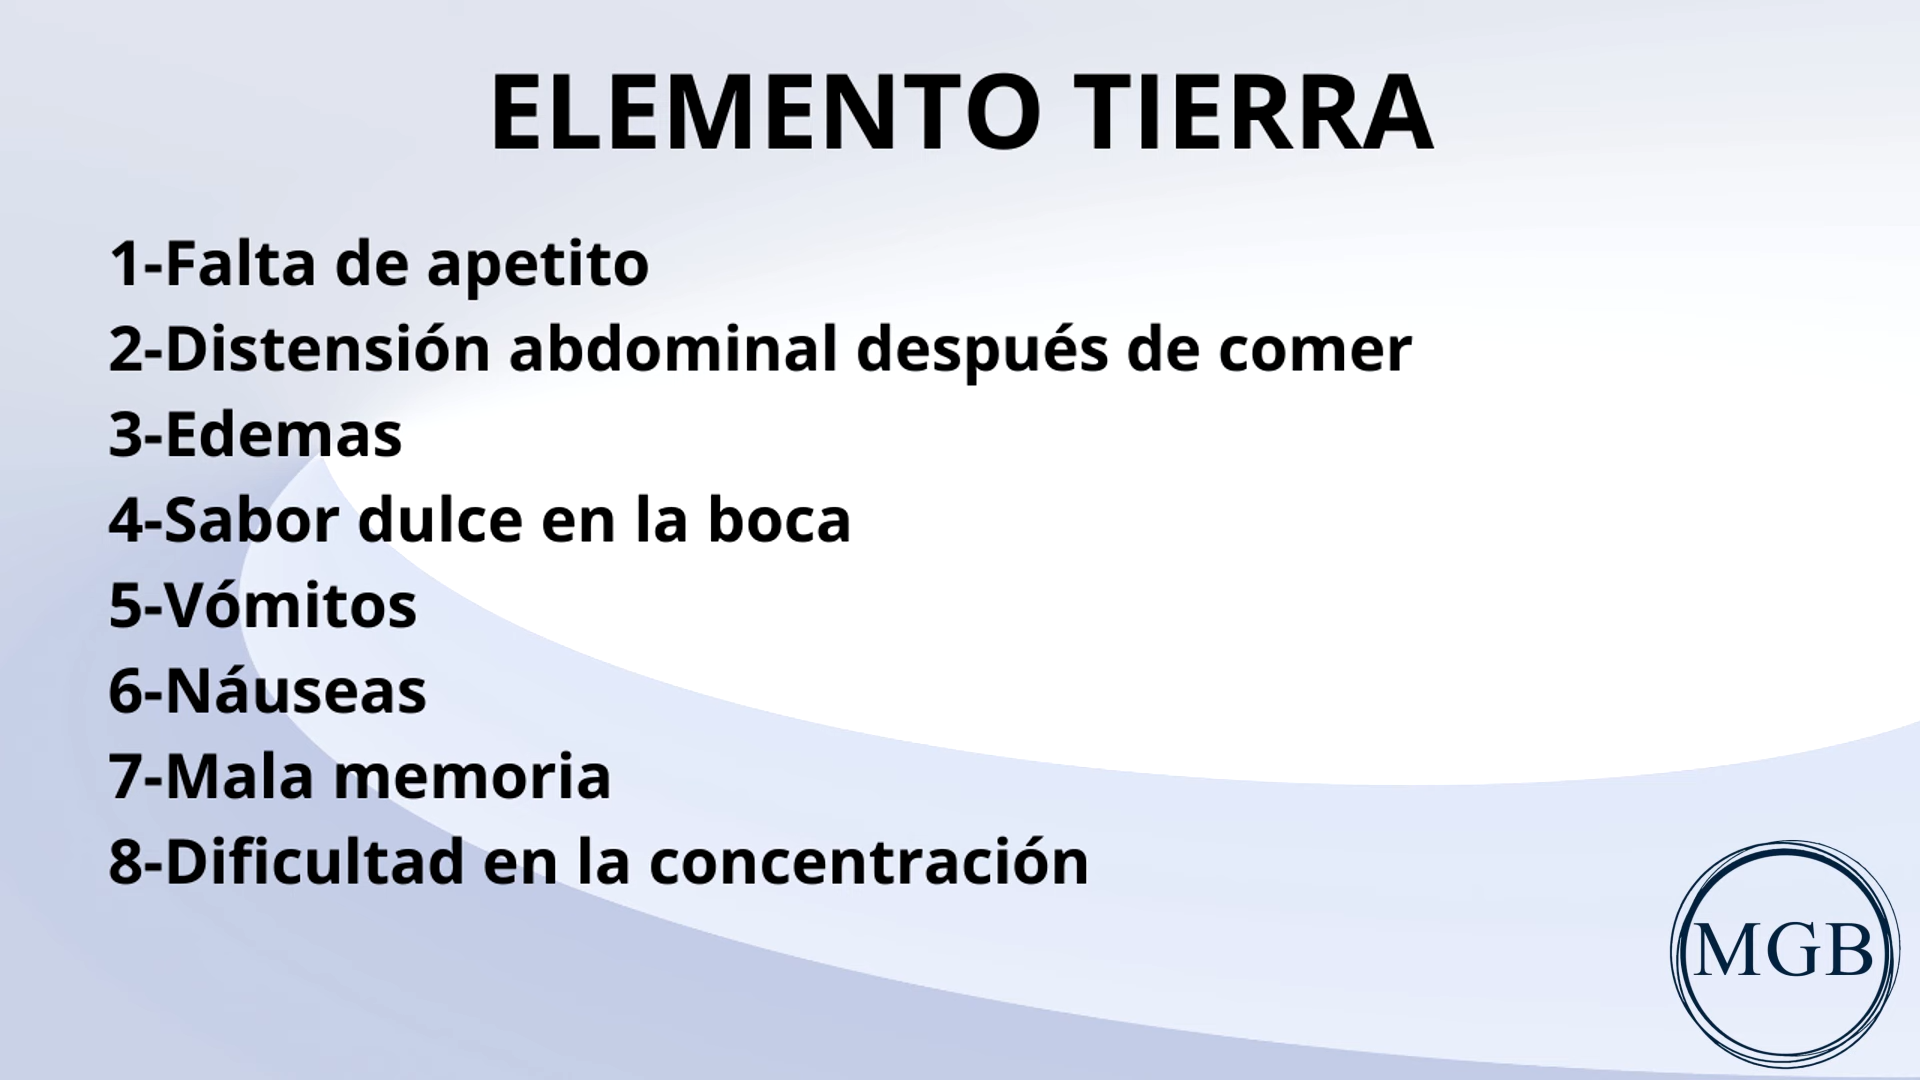 ELEMENTO TIERRA
1-Falta de apetito
2-Distensión abdominal después de comer
3-Edemas
4-Sabor dulce en la boca
5-Vómitos
6-Náuseas
7-Mala memoria
8-Dificultad en la concentración
MGB